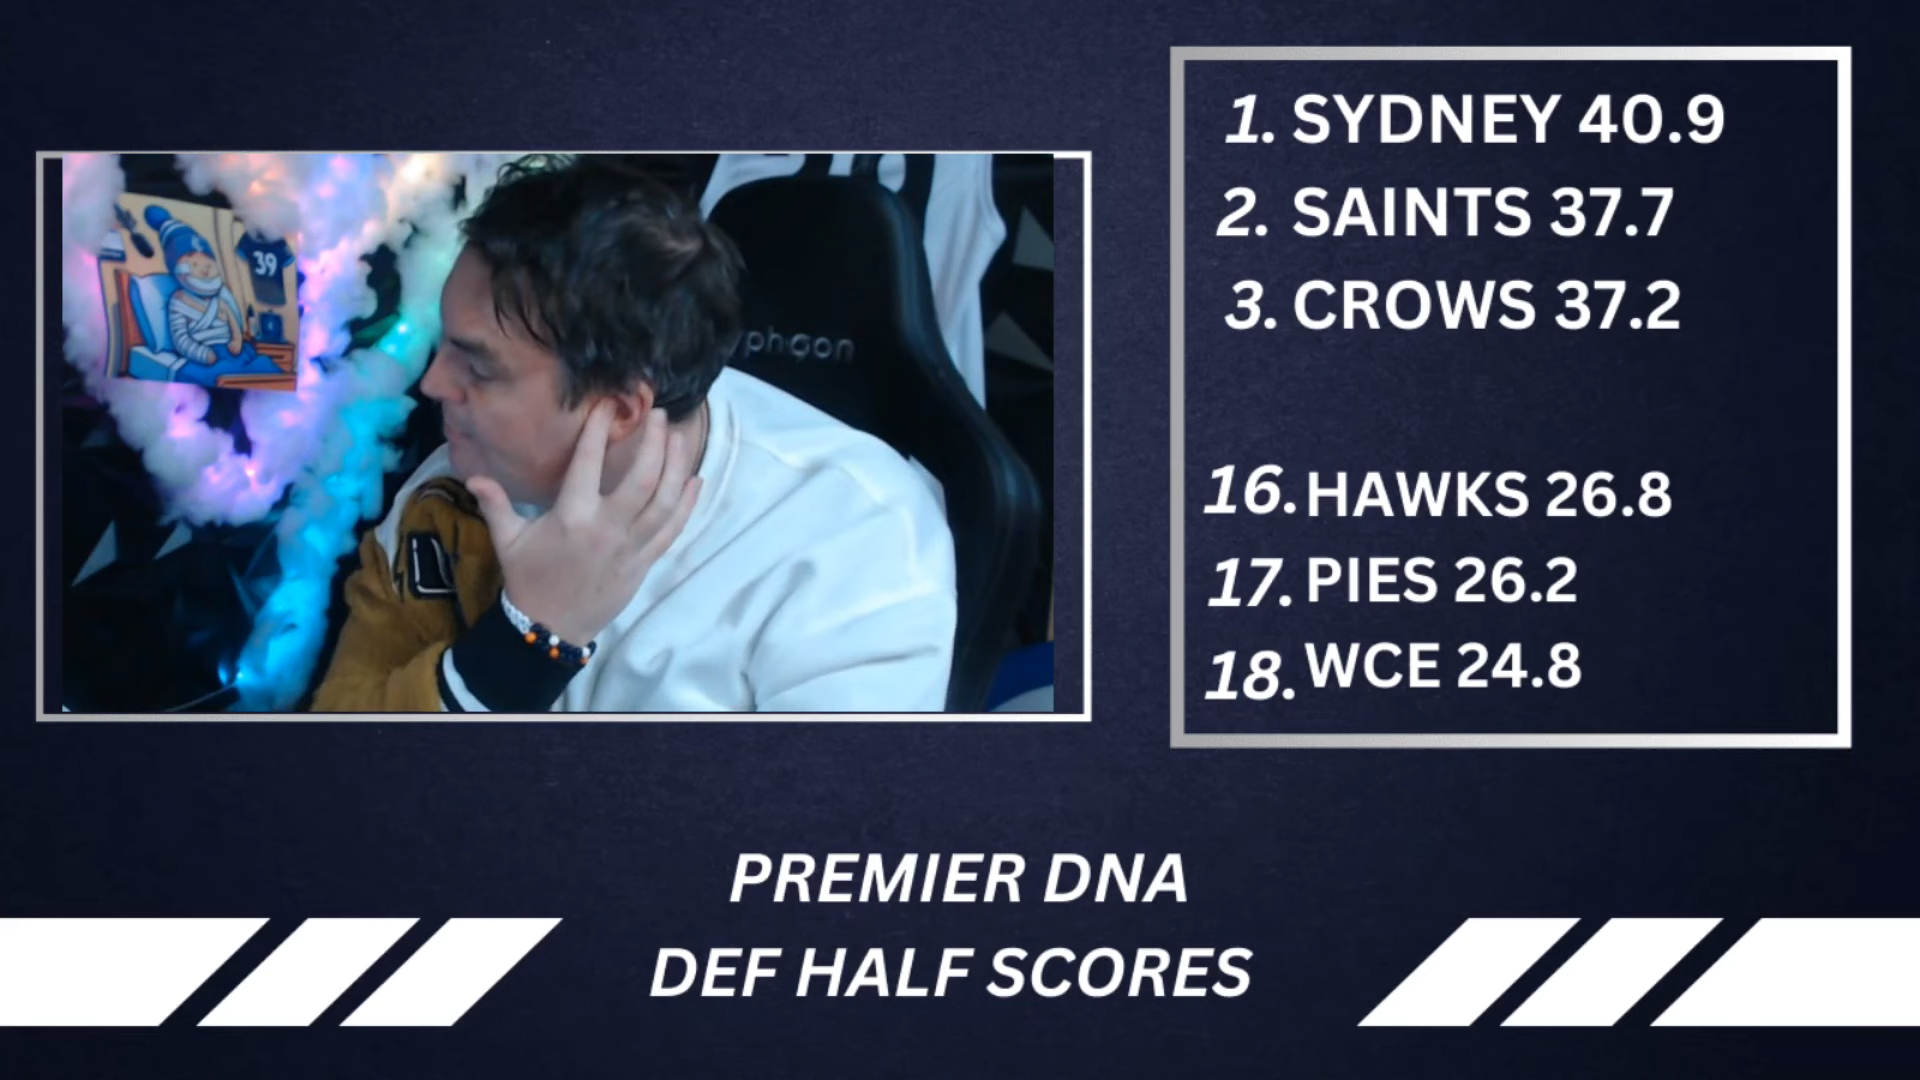 1. SYDNEY 40.9
2. SAINTS 37.7
3. CROWS 37.2
16. HAWKS 26.8
17. PIES 26.2
18. WCE 24.8
39
PREMIER DNA
DEF HALF SCORES